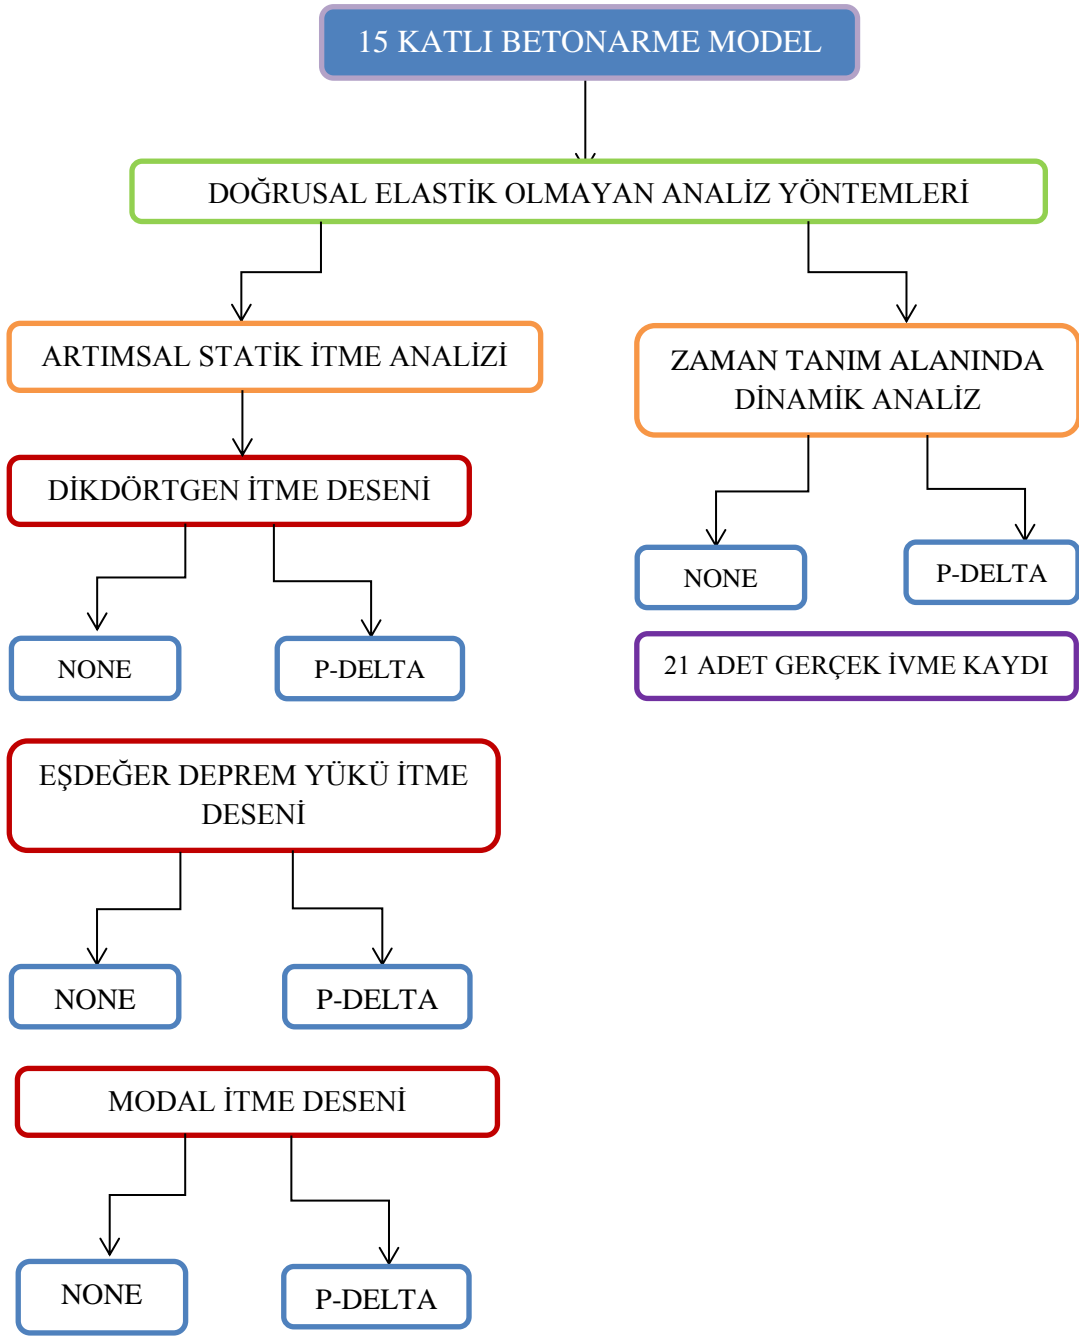 15 KATLI BETONARME MODEL
DOĞRUSAL ELASTİK OLMAYAN ANALİZ YÖNTEMLERİ
ARTIMSAL STATİK İTME ANALİZİ
ZAMAN TANIM ALANINDA
DİNAMİK ANALİZ
DİKDÖRTGEN İTME DESENİ
NONE
P-DELTA
NONE
P-DELTA
21 ADET GERÇEK İVME KAYDI
EŞDEĞER DEPREM YÜKÜ İTME
DESENİ
NONE
P-DELTA
MODAL İTME DESENİ
NONE
P-DELTA